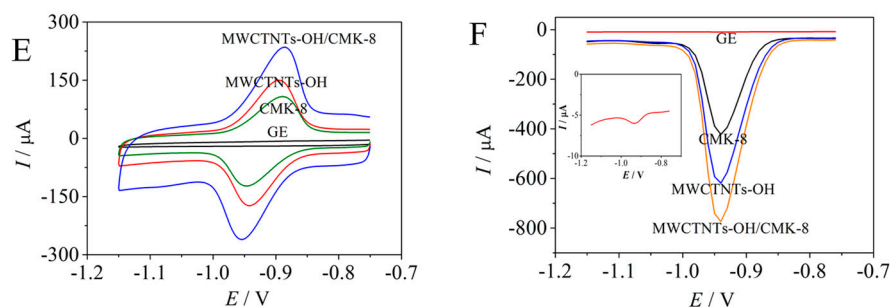 E
I / μA
300
150
0
-150
-300
MWCTNTs-OH/CMK-8
MWCTNTs-OH
CMK-8
GE
-1.2 -1.1 -1.0 -0.9 -0.8 -0.7
E / V
F
I / μA
0
-200
-400
-600
-800
GE
I / μA
0
-5
-10
-1.2 -1.0 -0.8
E / V
CMK-8
MWCTNTs-OH
MWCTNTs-OH/CMK-8
-1.2 -1.1 -1.0 -0.9 -0.8 -0.7
E / V